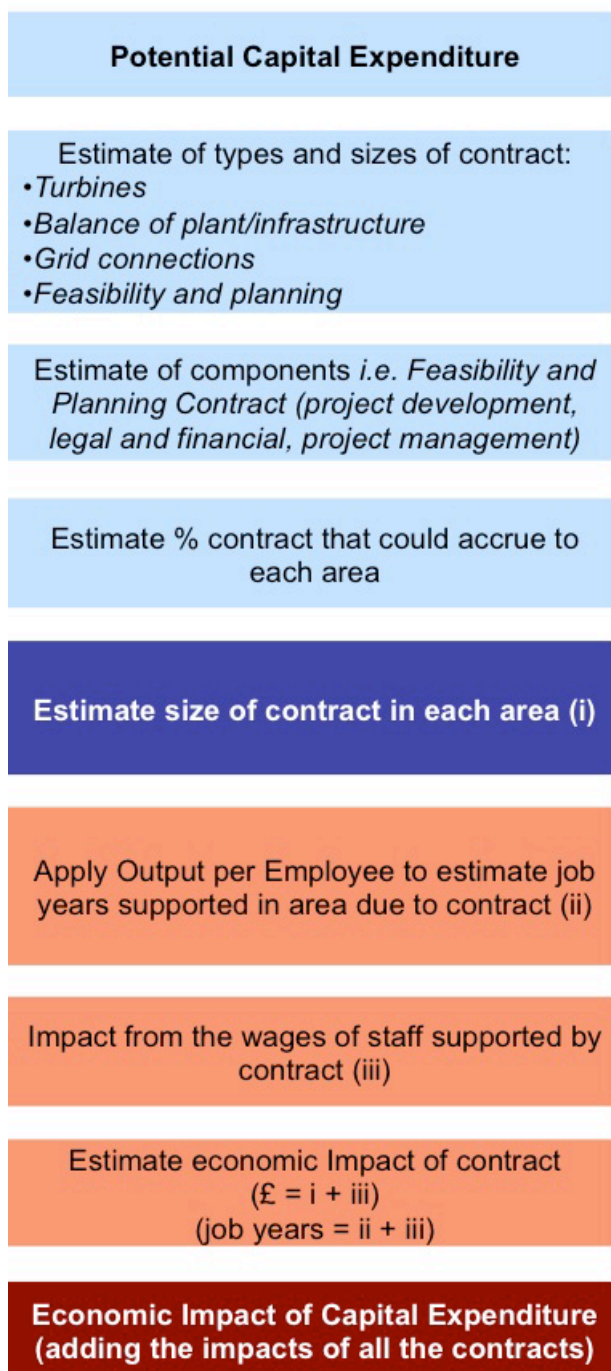 Potential Capital Expenditure
Estimate of types and sizes of contract:
•Turbines
•Balance of plant/infrastructure
•Grid connections
•Feasibility and planning
Estimate of components i.e. Feasibility and
Planning Contract (project development,
legal and financial, project management)
Estimate % contract that could accrue to
each area
Estimate size of contract in each area (i)
Apply Output per Employee to estimate job
years supported in area due to contract (ii)
Impact from the wages of staff supported by
contract (iii)
Estimate economic Impact of contract
(£ = i + iii)
(job years = ii + iii)
Economic Impact of Capital Expenditure
(adding the impacts of all the contracts)